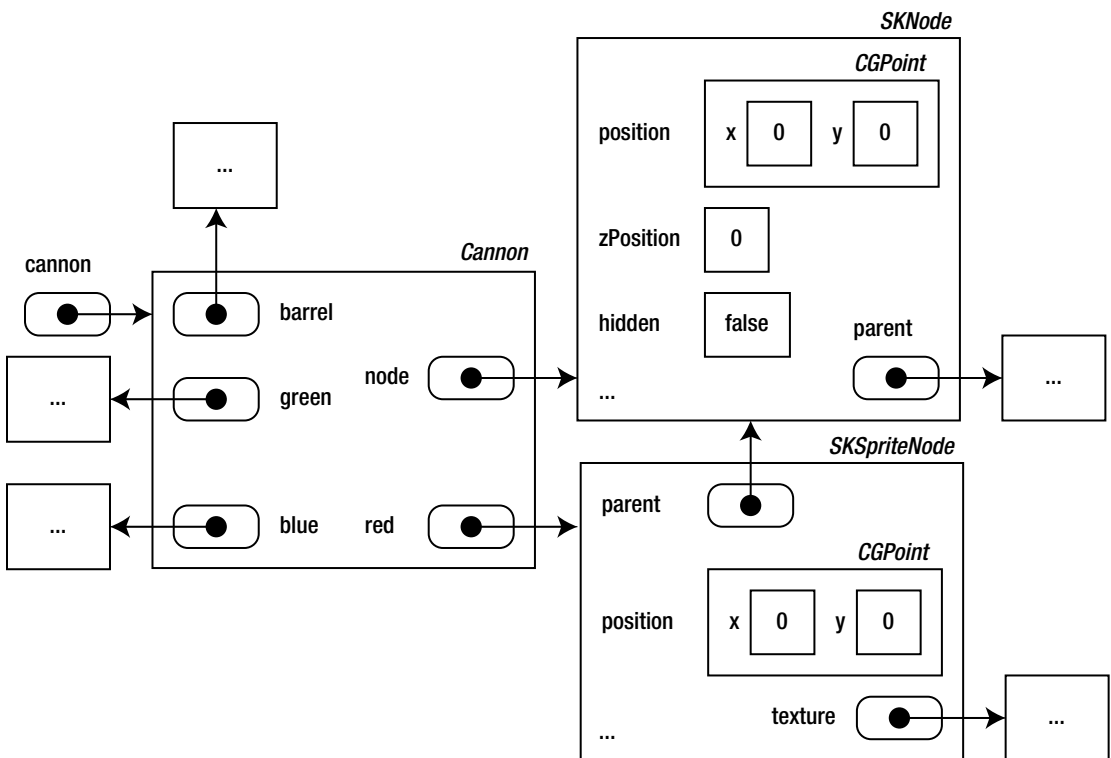 SKNode
CGPoint
position x 0 y 0
...
zPosition 0
Cannon
cannon
barrel
hidden false
parent
node
...
...
green
...
...
SKSpriteNode
parent
...
blue
red
CGPoint
position x 0 y 0
texture
...
...